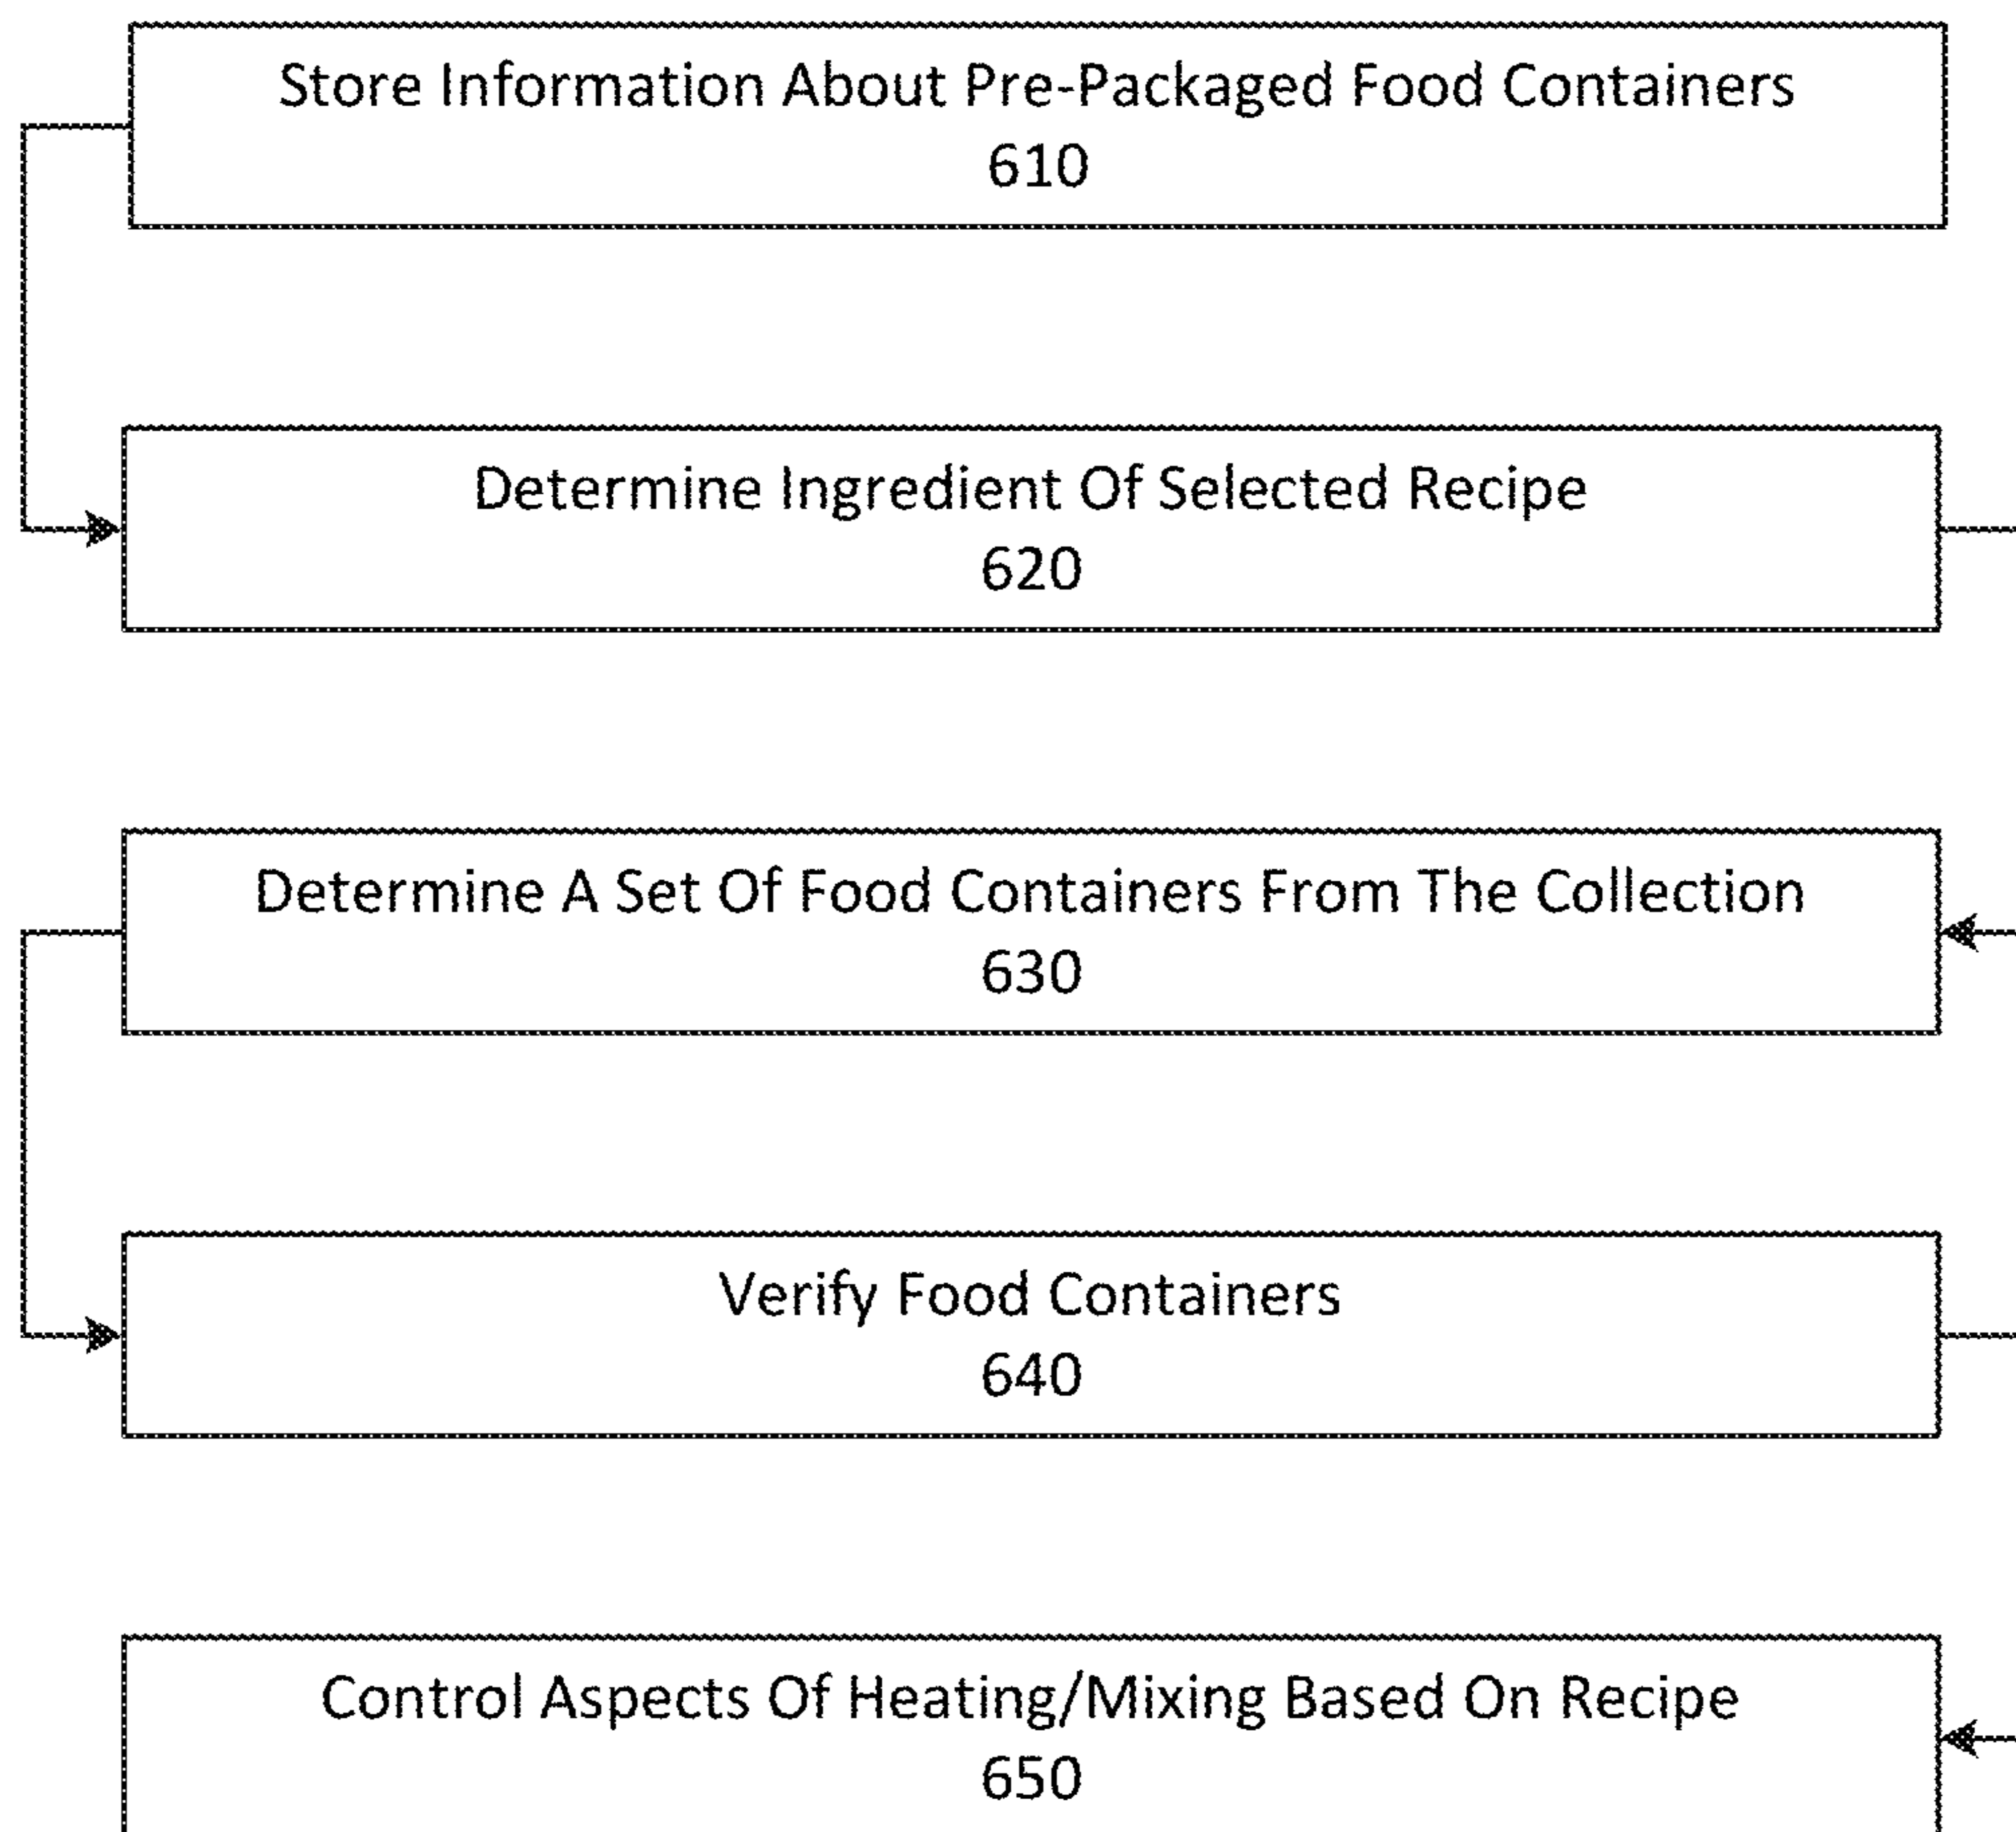 Store Information About Pre-Packaged Food Containers
610
Determine Ingredient Of Selected Recipe
620
Determine A Set Of Food Containers From The Collection
630
Verify Food Containers
640
Control Aspects Of Heating/Mixing Based On Recipe
650